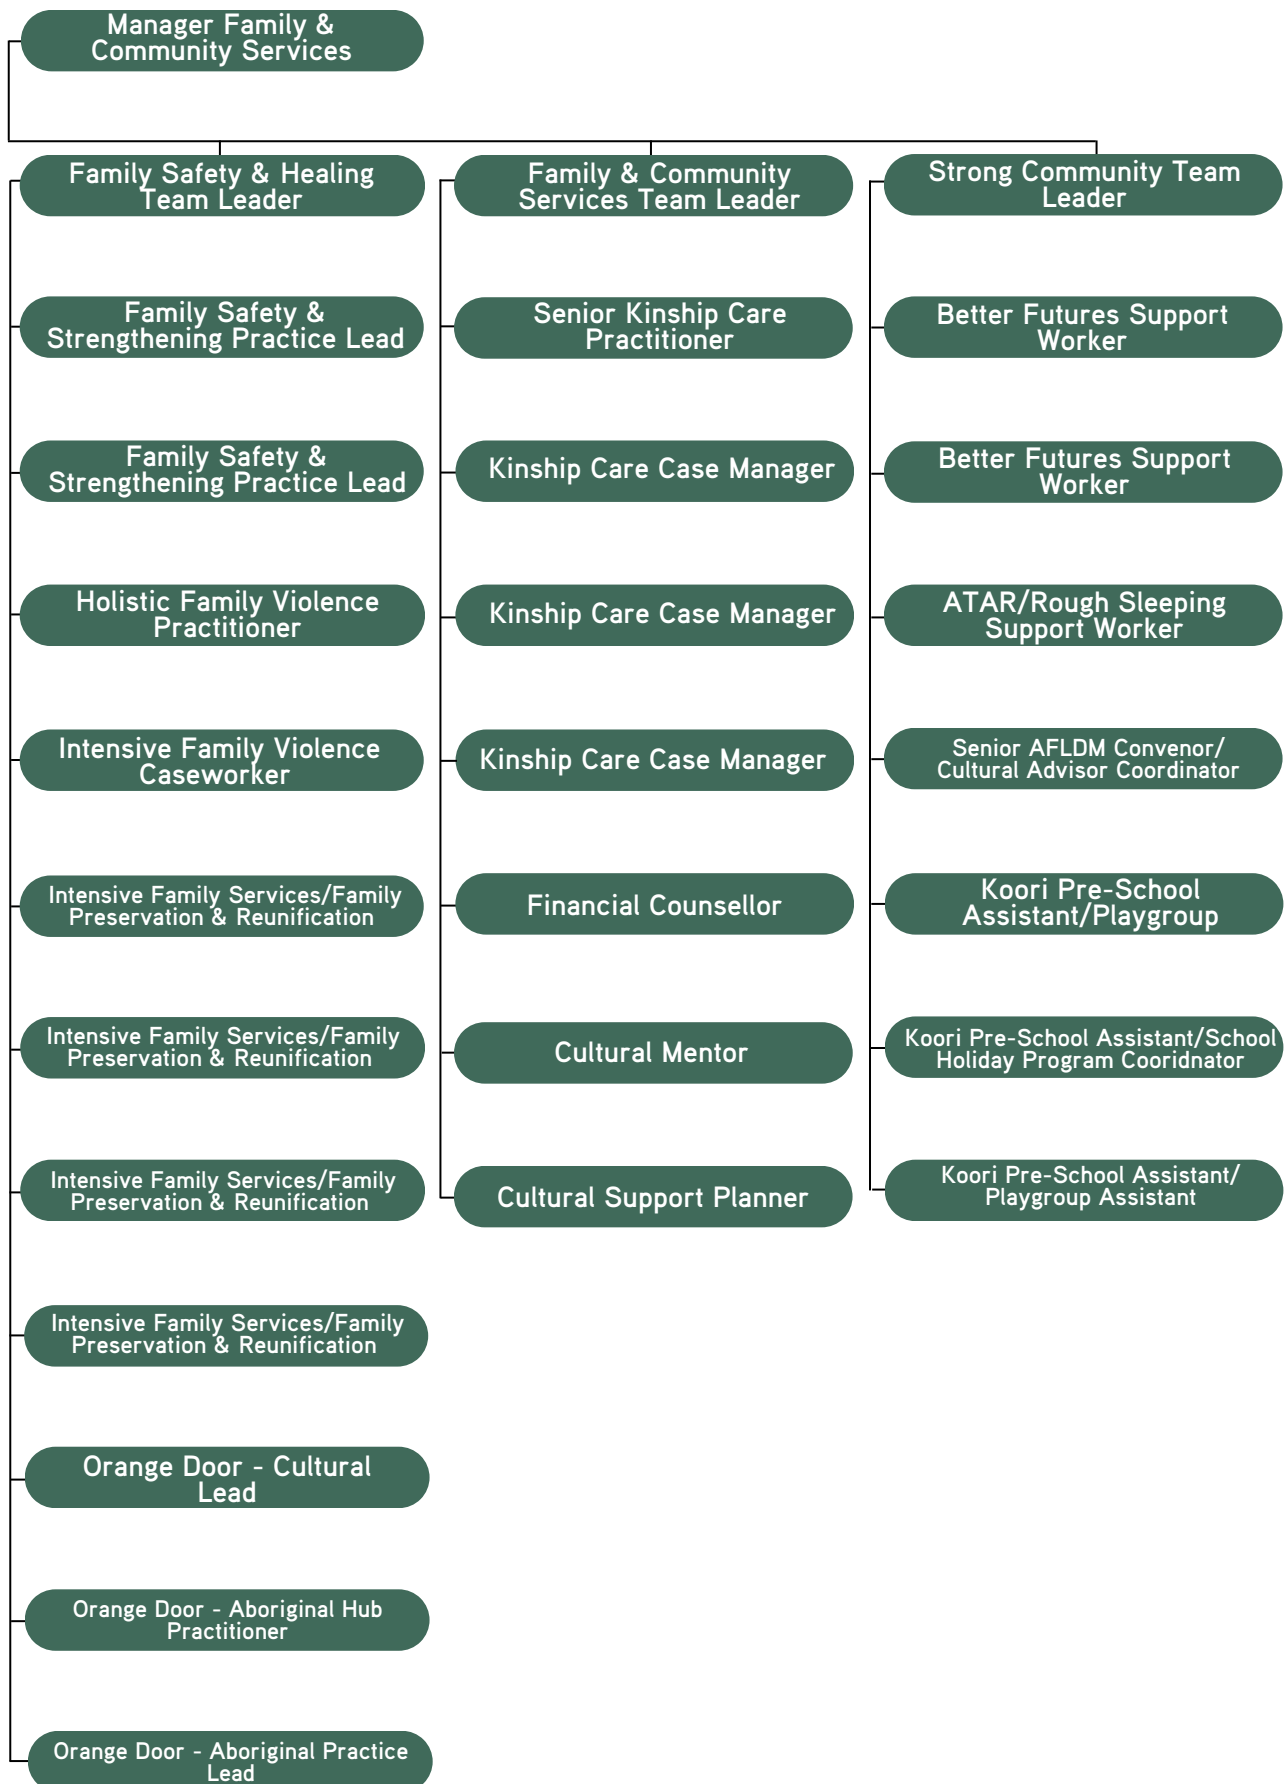 Manager Family &
Community Services
Family Safety & Healing
Team Leader
Family Safety &
Strengthening Practice Lead
Family Safety &
Strengthening Practice Lead
Holistic Family Violence
Practitioner
Intensive Family Violence
Caseworker
Intensive Family Services/Family
Preservation & Reunification
Intensive Family Services/Family
Preservation & Reunification
Intensive Family Services/Family
Preservation & Reunification
Intensive Family Services/Family
Preservation & Reunification
Orange Door - Cultural
Lead
Orange Door - Aboriginal Hub
Practitioner
Orange Door - Aboriginal Practice
Lead
Family & Community
Services Team Leader
Senior Kinship Care
Practitioner
Kinship Care Case Manager
Kinship Care Case Manager
Kinship Care Case Manager
Financial Counsellor
Cultural Mentor
Cultural Support Planner
Strong Community Team
Leader
Better Futures Support
Worker
Better Futures Support
Worker
ATAR/Rough Sleeping
Support Worker
Senior AFLDM Convenor/
Cultural Advisor Coordinator
Koori Pre-School
Assistant/Playgroup
Koori Pre-School Assistant/School
Holiday Program Cooridnator
Koori Pre-School Assistant/
Playgroup Assistant